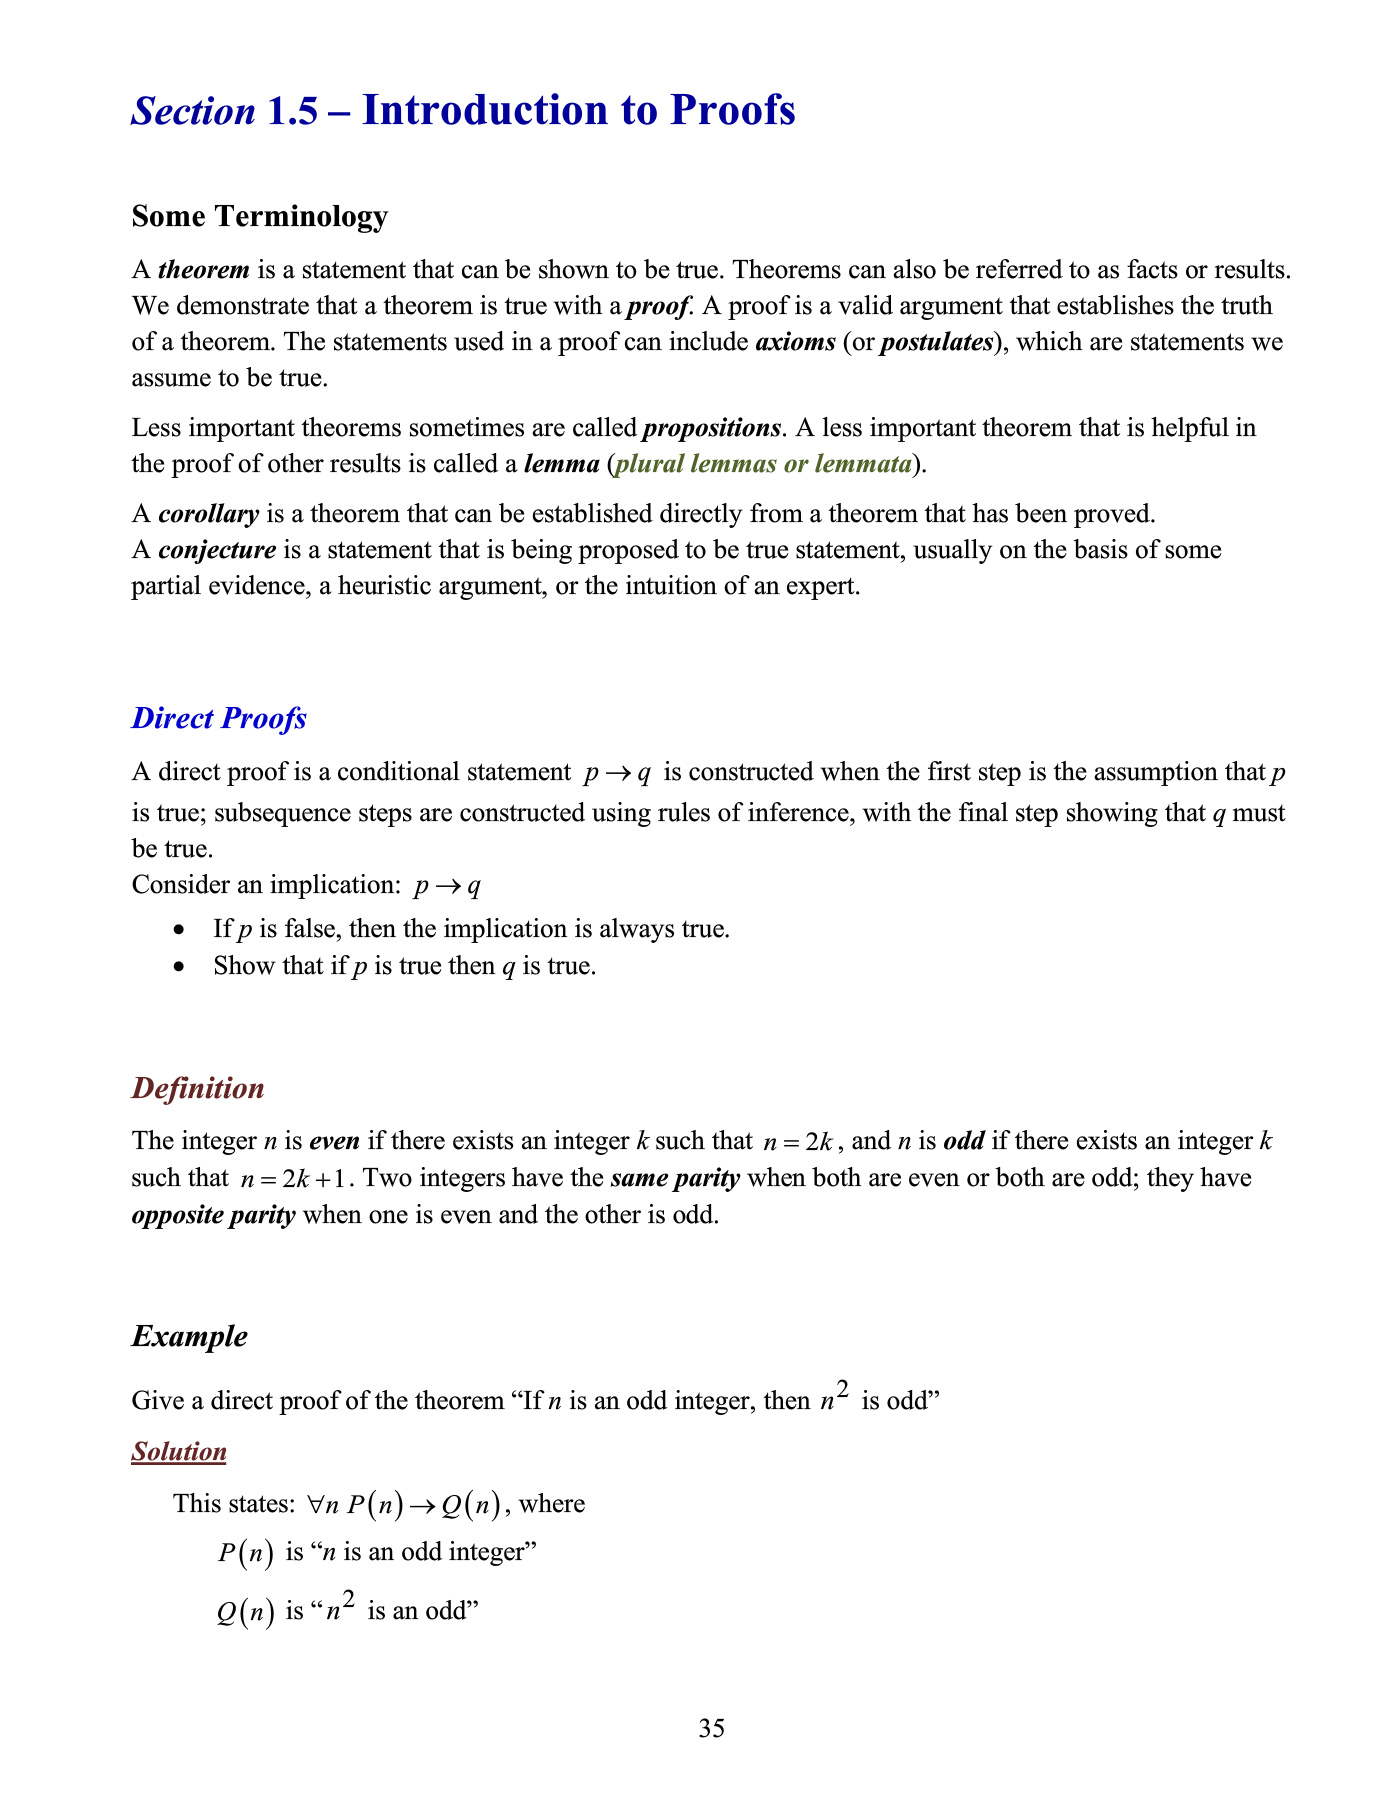 Section 1.5 – Introduction to Proofs
Some Terminology
A theorem is a statement that can be shown to be true. Theorems can also be referred to as facts or results.
We demonstrate that a theorem is true with a proof. A proof is a valid argument that establishes the truth
of a theorem. The statements used in a proof can include axioms (or postulates), which are statements we
assume to be true.
Less important theorems sometimes are called propositions. A less important theorem that is helpful in
the proof of other results is called a lemma (plural lemmas or lemmata).
A corollary is a theorem that can be established directly from a theorem that has been proved.
A conjecture is a statement that is being proposed to be true statement, usually on the basis of some
partial evidence, a heuristic argument, or the intuition of an expert.
Direct Proofs
A direct proof is a conditional statement p → q is constructed when the first step is the assumption that p
is true; subsequence steps are constructed using rules of inference, with the final step showing that q must
be true.
Consider an implication: p → q
• If p is false, then the implication is always true.
• Show that if p is true then q is true.
Definition
The integer n is even if there exists an integer k such that n = 2k, and n is odd if there exists an integer k
such that n = 2k + 1. Two integers have the same parity when both are even or both are odd; they have
opposite parity when one is even and the other is odd.
Example
Give a direct proof of the theorem “If n is an odd integer, then n² is odd”
Solution
This states: ∀n P(n) → Q(n), where
P(n) is “n is an odd integer”
Q(n) is “n² is an odd”
35